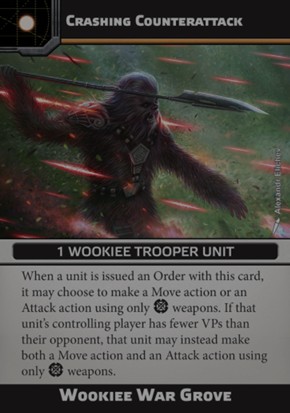 Crashing Counterattack
Alexandr Elichev
1 WOOKIEE TROOPER UNIT
When a unit is issued an Order with this card,
it may choose to make a Move action or an
Attack action using only weapons. If that
unit's controlling player has fewer VPs than
their opponent, that unit may instead make
both a Move action and an Attack action using
only weapons.
Wookiee War Grove